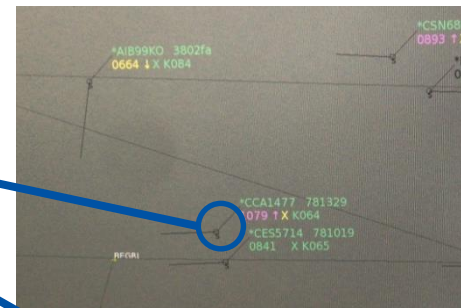 *CSN68
0893 ↑
*AIB99KO 3802fa
0664 ↓ X K084
*CCA1477 781329
079 ↑ X K064
*CES5714 781019
0841 X K065